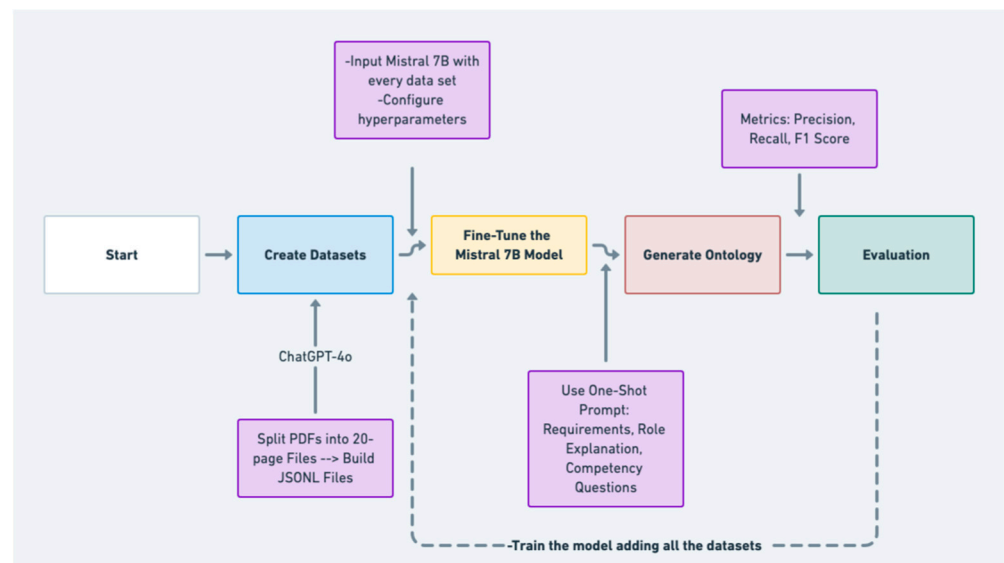 -Input Mistral 7B with
every data set
-Configure
hyperparameters
Metrics: Precision,
Recall, F1 Score
Start
Create Datasets
Fine-Tune the
Mistral 7B Model
Generate Ontology
Evaluation
ChatGPT-4o
Split PDFs into 20-
page Files --> Build
JSONL Files
Use One-Shot
Prompt:
Requirements, Role
Explanation,
Competency
Questions
-Train the model adding all the datasets